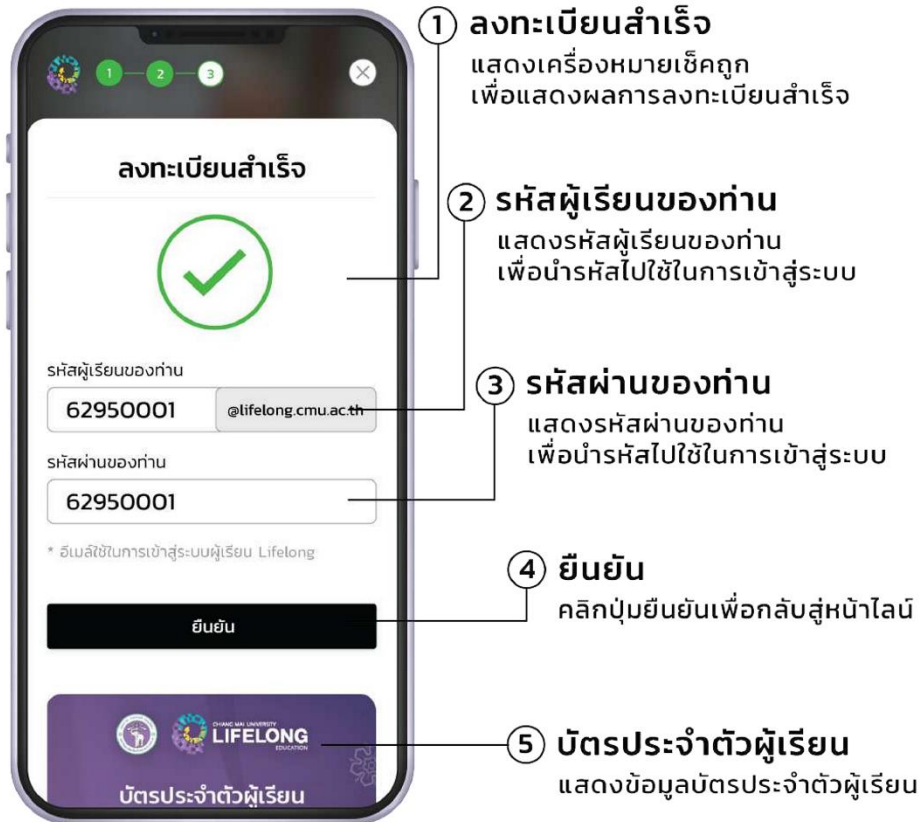 1 - 2 - 3
ลงทะเบียนสำเร็จ
รหัสผู้เรียนของท่าน
62950001 @lifelong.cmu.ac.th
รหัสผ่านของท่าน
62950001
* อีเมล์ใช้ในการเข้าสู่ระบบผู้เรียน Lifelong
ยืนยัน
CHIANG MAI UNIVERSITY
LIFELONG
EDUCATION
บัตรประจำตัวผู้เรียน
1 ลงทะเบียนสำเร็จ
แสดงเครื่องหมายเช็คถูก
เพื่อแสดงผลการลงทะเบียนสำเร็จ
2 รหัสผู้เรียนของท่าน
แสดงรหัสผู้เรียนของท่าน
เพื่อนำรหัสไปใช้ในการเข้าสู่ระบบ
3 รหัสผ่านของท่าน
แสดงรหัสผ่านของท่าน
เพื่อนำรหัสไปใช้ในการเข้าสู่ระบบ
4 ยืนยัน
คลิกปุ่มยืนยันเพื่อกลับสู่หน้าไลน์
5 บัตรประจำตัวผู้เรียน
แสดงข้อมูลบัตรประจำตัวผู้เรียน